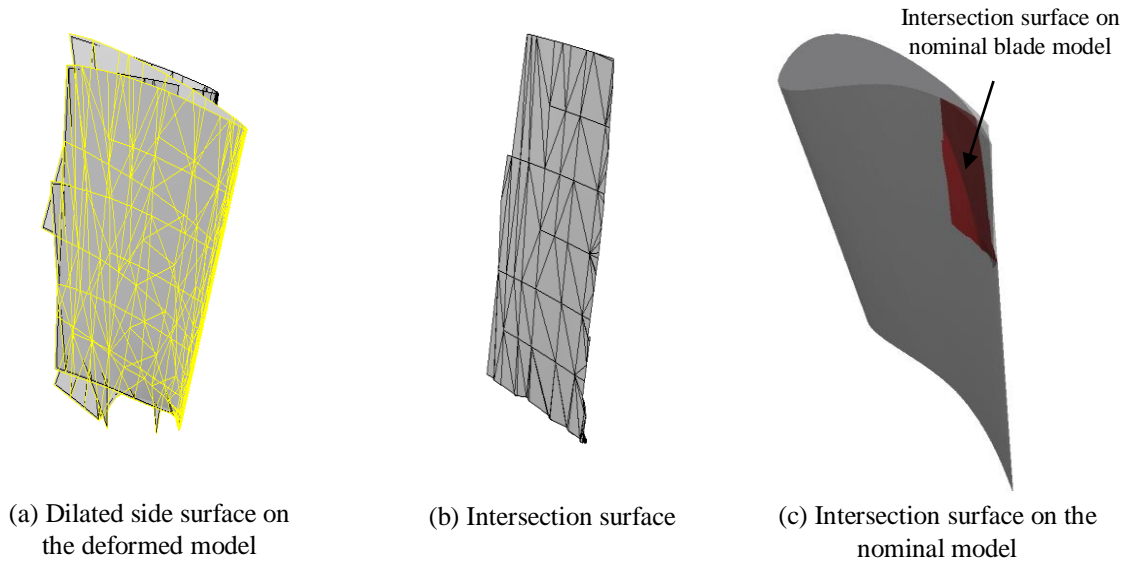 Intersection surface on
nominal blade model
(a) Dilated side surface on
the deformed model
(b) Intersection surface
(c) Intersection surface on the
nominal model